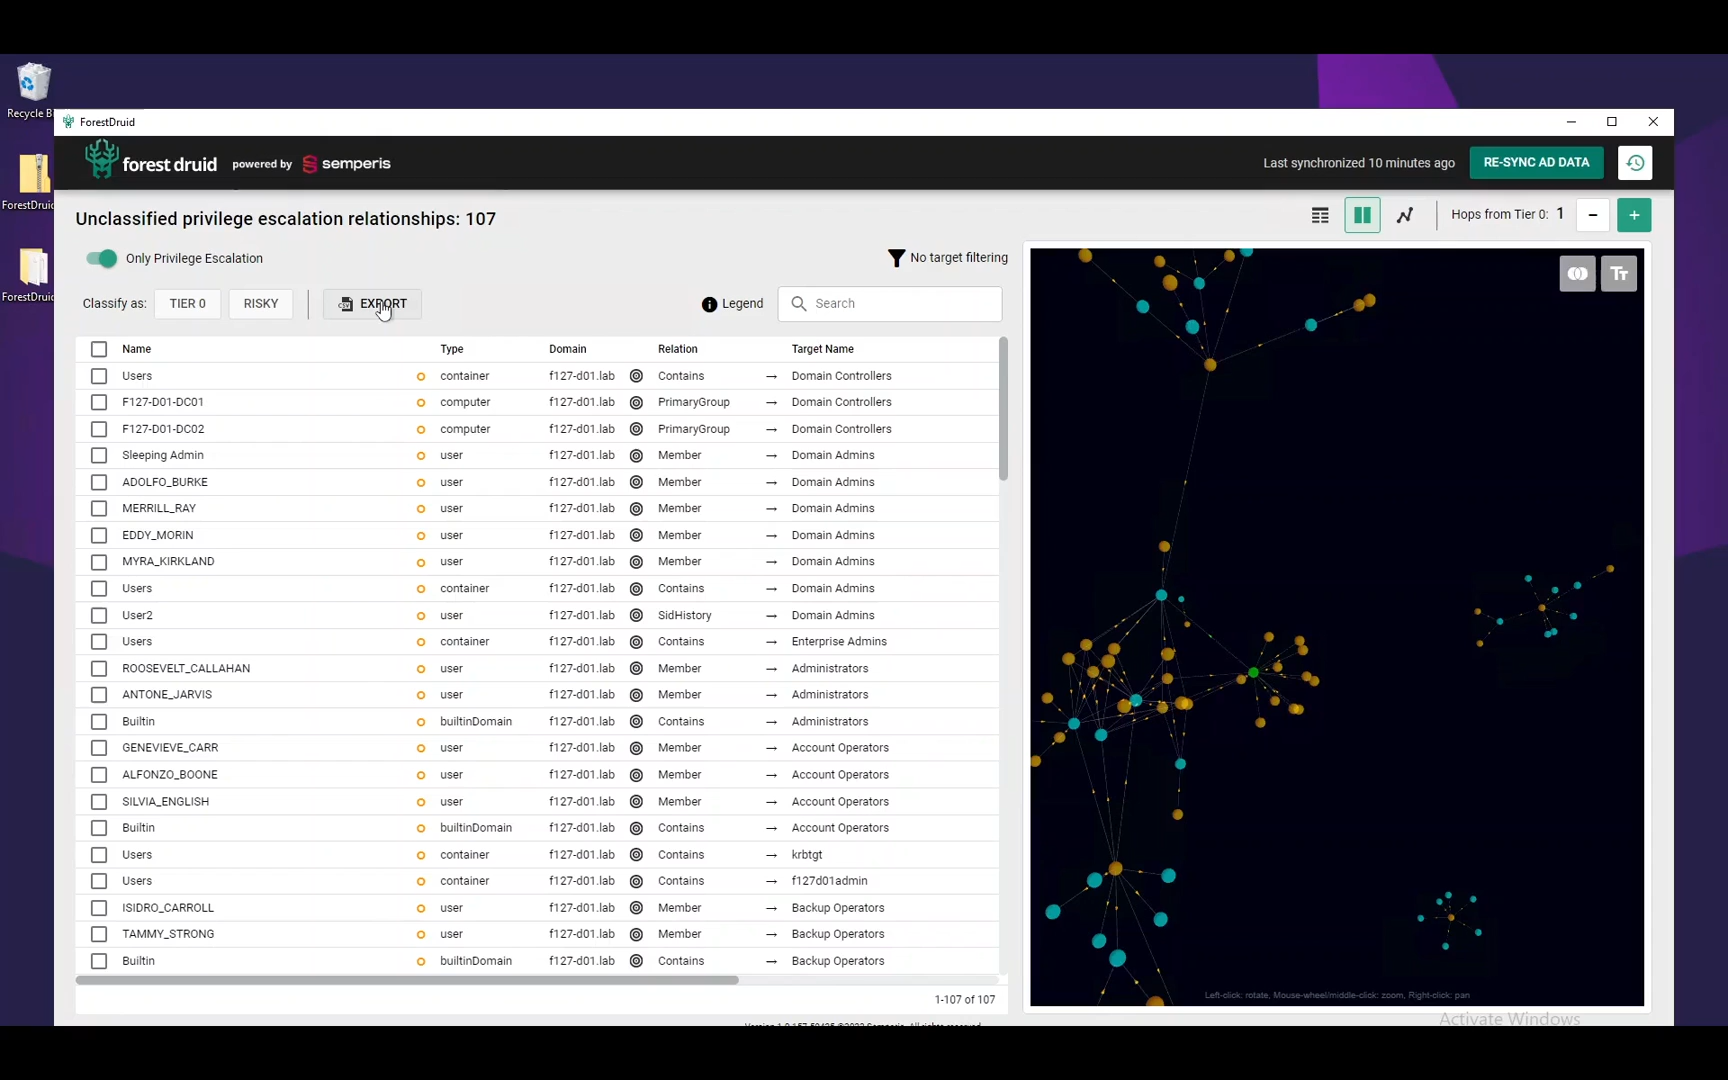 Recycle B
ForestDruid
ForestDruid
ForestDruid
forest druid powered by semperis
Last synchronized 10 minutes ago RE-SYNC AD DATA
Unclassified privilege escalation relationships: 107
Hops from Tier 0: 1 − +
Only Privilege Escalation
No target filtering
Classify as: TIER 0 RISKY CSV EXPORT
Legend Search
Tт
Name Type Domain Relation Target Name
Users container f127-d01.lab Contains → Domain Controllers
F127-D01-DC01 computer f127-d01.lab PrimaryGroup → Domain Controllers
F127-D01-DC02 computer f127-d01.lab PrimaryGroup → Domain Controllers
Sleeping Admin user f127-d01.lab Member → Domain Admins
ADOLFO_BURKE user f127-d01.lab Member → Domain Admins
MERRILL_RAY user f127-d01.lab Member → Domain Admins
EDDY_MORIN user f127-d01.lab Member → Domain Admins
MYRA_KIRKLAND user f127-d01.lab Member → Domain Admins
Users container f127-d01.lab Contains → Domain Admins
User2 user f127-d01.lab SidHistory → Domain Admins
Users container f127-d01.lab Contains → Enterprise Admins
ROOSEVELT_CALLAHAN user f127-d01.lab Member → Administrators
ANTONE_JARVIS user f127-d01.lab Member → Administrators
Builtin builtinDomain f127-d01.lab Contains → Administrators
GENEVIEVE_CARR user f127-d01.lab Member → Account Operators
ALFONZO_BOONE user f127-d01.lab Member → Account Operators
SILVIA_ENGLISH user f127-d01.lab Member → Account Operators
Builtin builtinDomain f127-d01.lab Contains → Account Operators
Users container f127-d01.lab Contains → krbtgt
Users container f127-d01.lab Contains → f127d01admin
ISIDRO_CARROLL user f127-d01.lab Member → Backup Operators
TAMMY_STRONG user f127-d01.lab Member → Backup Operators
Builtin builtinDomain f127-d01.lab Contains → Backup Operators
1-107 of 107
Left-click: rotate, Mouse-wheel/middle-click: zoom, Right-click: pan
Activate Windows